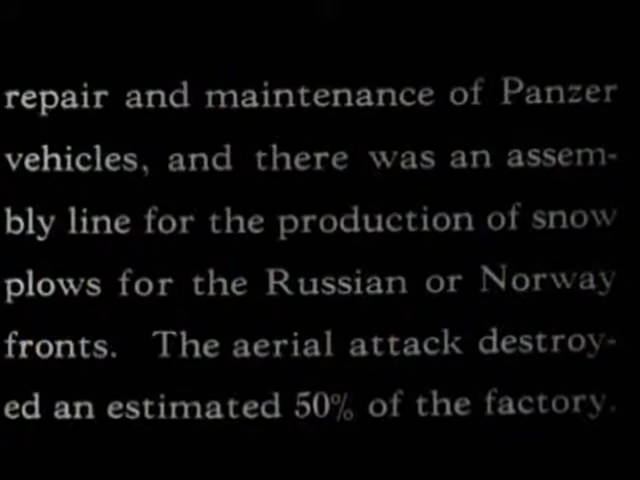 repair and maintenance of Panzer
vehicles, and there was an assem-
bly line for the production of snow
plows for the Russian or Norway
fronts. The aerial attack destroy-
ed an estimated 50% of the factory.